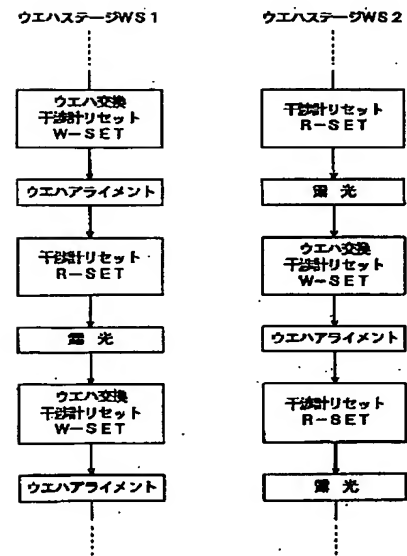 ウエハステージWS1
ウエハ交換
干渉計リセット
W-SET
ウエハアライメント
干渉計リセット
R-SET
露光
ウエハ交換
干渉計リセット
W-SET
ウエハアライメント
ウエハステージWS2
干渉計リセット
R-SET
露光
ウエハ交換
干渉計リセット
W-SET
ウエハアライメント
干渉計リセット
R-SET
露光